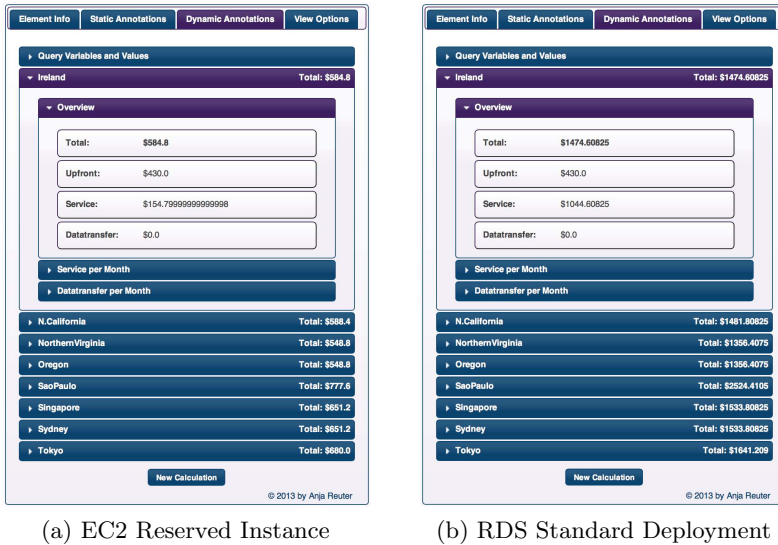 Element Info Static Annotations Dynamic Annotations View Options
Query Variables and Values
Ireland Total: $584.8
Overview
Total: $584.8
Upfront: $430.0
Service: $154.79999999999998
Datatransfer: $0.0
Service per Month
Datatransfer per Month
N.California Total: $588.4
NorthernVirginia Total: $548.8
Oregon Total: $548.8
SaoPaulo Total: $777.6
Singapore Total: $651.2
Sydney Total: $651.2
Tokyo Total: $680.0
New Calculation
© 2013 by Anja Reuter
(a) EC2 Reserved Instance
Element Info Static Annotations Dynamic Annotations View Options
Query Variables and Values
Ireland Total: $1474.60825
Overview
Total: $1474.60825
Upfront: $430.0
Service: $1044.60825
Datatransfer: $0.0
Service per Month
Datatransfer per Month
N.California Total: $1481.80825
NorthernVirginia Total: $1356.4075
Oregon Total: $1356.4075
SaoPaulo Total: $2524.4105
Singapore Total: $1533.80825
Sydney Total: $1533.80825
Tokyo Total: $1641.209
New Calculation
© 2013 by Anja Reuter
(b) RDS Standard Deployment